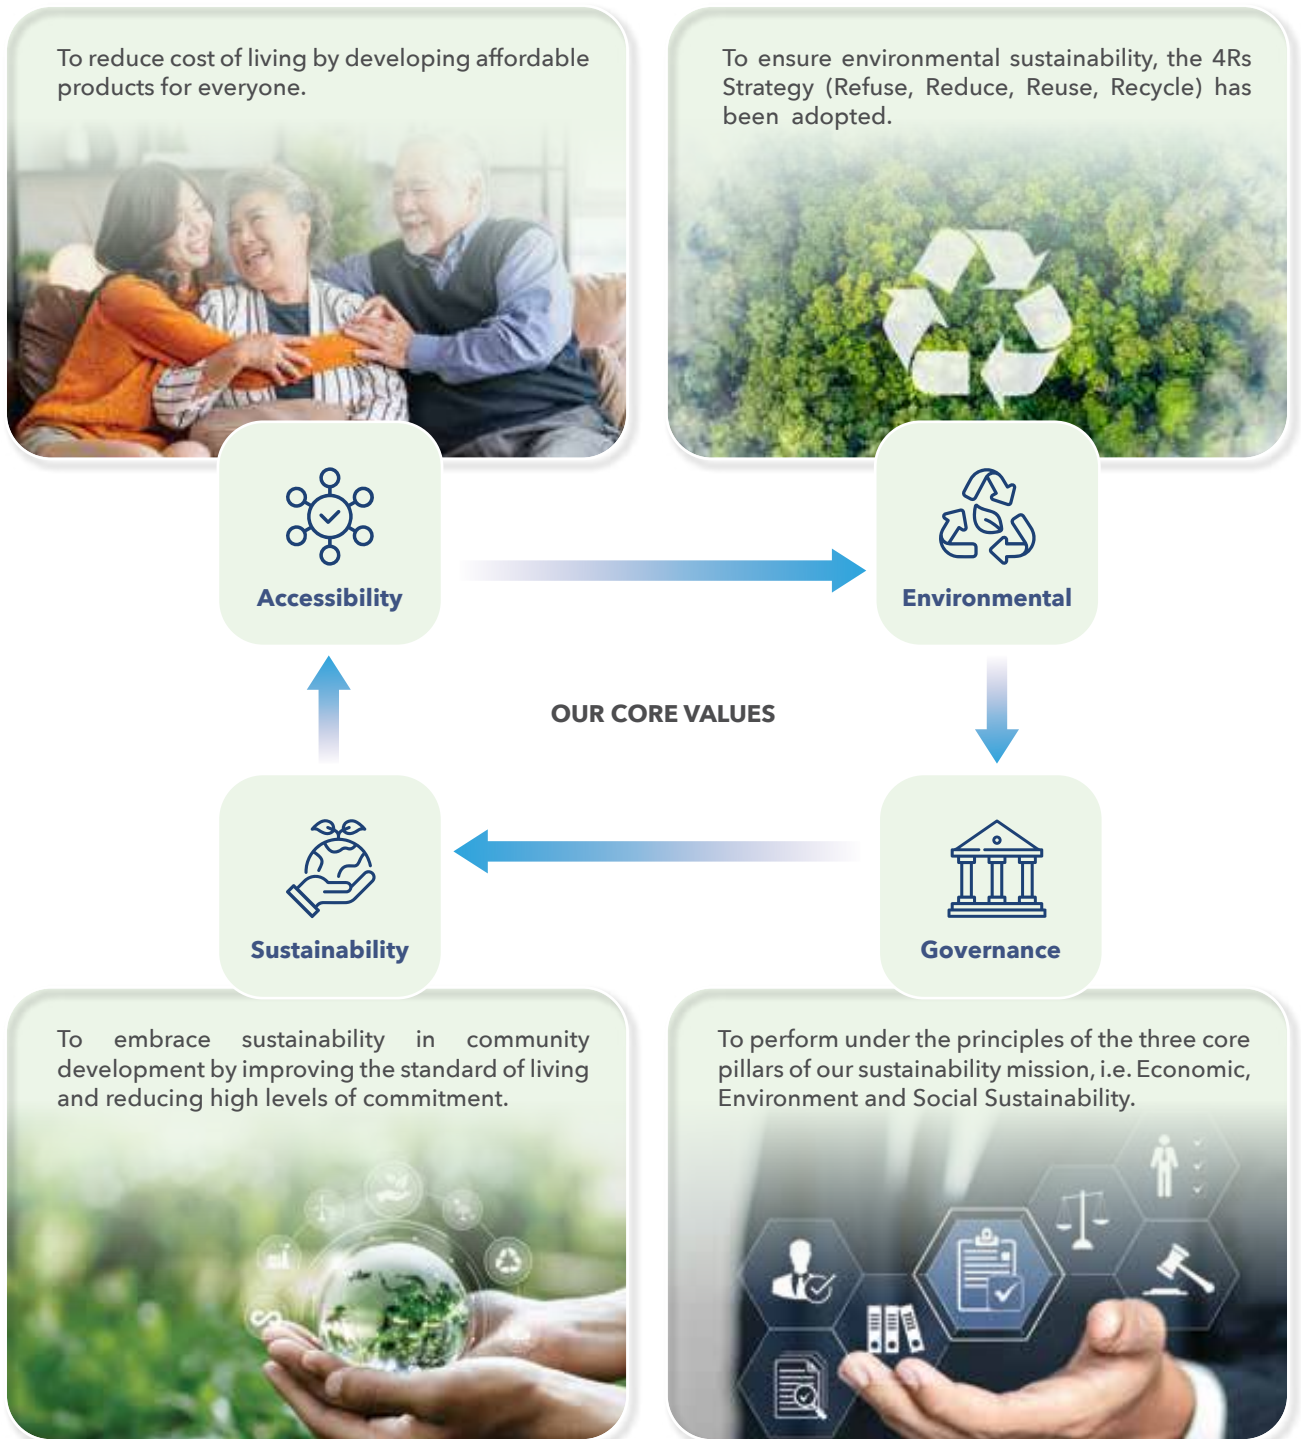 To reduce cost of living by developing affordable
products for everyone.
To ensure environmental sustainability, the 4Rs
Strategy (Refuse, Reduce, Reuse, Recycle) has
been adopted.
Accessibility
Environmental
OUR CORE VALUES
Sustainability
Governance
To embrace sustainability in community
development by improving the standard of living
and reducing high levels of commitment.
To perform under the principles of the three core
pillars of our sustainability mission, i.e. Economic,
Environment and Social Sustainability.